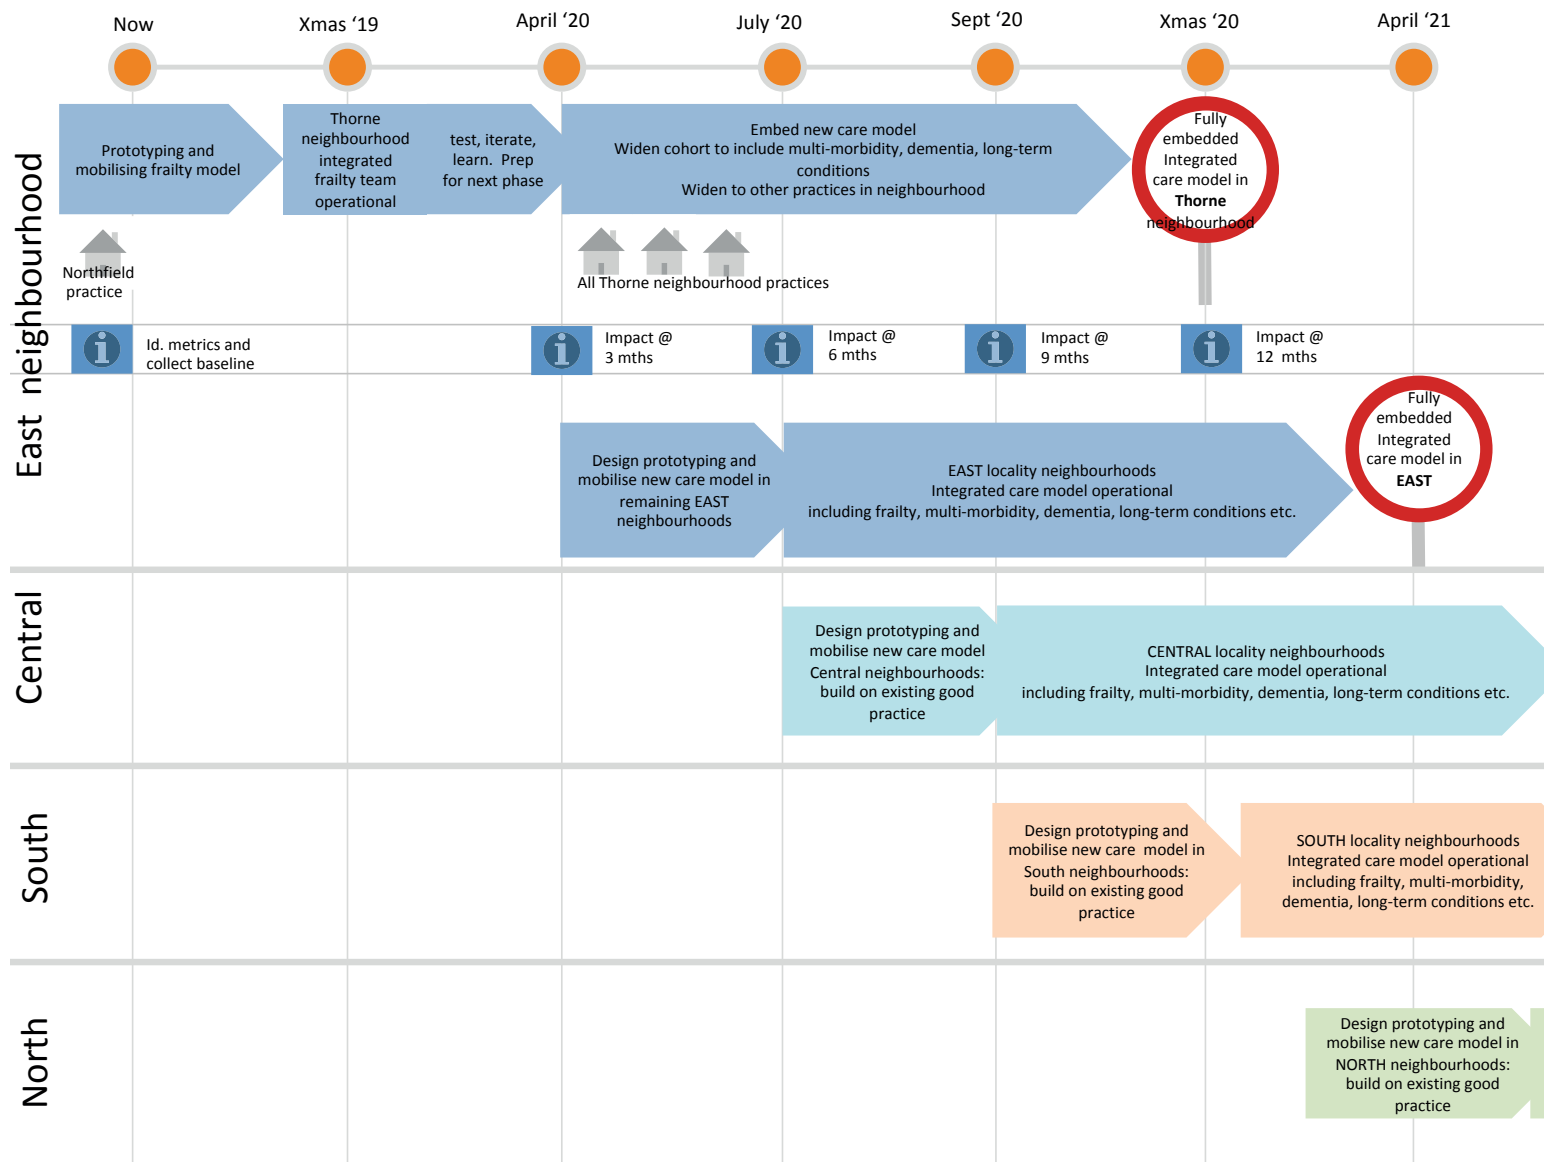 Now
Xmas ‘19
April ‘20
July ‘20
Sept ‘20
Xmas ‘20
April ‘21
East neighbourhood
Prototyping and
mobilising frailty model
Thorne
neighbourhood
integrated
frailty team
operational
test, iterate,
learn. Prep
for next phase
Embed new care model
Widen cohort to include multi-morbidity, dementia, long-term
conditions
Widen to other practices in neighbourhood
Fully
embedded
Integrated
care model in
Thorne
neighbourhood
Northfield
practice
All Thorne neighbourhood practices
Id. metrics and
collect baseline
Impact @
3 mths
Impact @
6 mths
Impact @
9 mths
Impact @
12 mths
Design prototyping and
mobilise new care model in
remaining EAST
neighbourhoods
EAST locality neighbourhoods
Integrated care model operational
including frailty, multi-morbidity, dementia, long-term conditions etc.
Fully
embedded
Integrated
care model in
EAST
Central
Design prototyping and
mobilise new care model
Central neighbourhoods:
build on existing good
practice
CENTRAL locality neighbourhoods
Integrated care model operational
including frailty, multi-morbidity, dementia, long-term conditions etc.
South
Design prototyping and
mobilise new care model in
South neighbourhoods:
build on existing good
practice
SOUTH locality neighbourhoods
Integrated care model operational
including frailty, multi-morbidity,
dementia, long-term conditions etc.
North
Design prototyping and
mobilise new care model in
NORTH neighbourhoods:
build on existing good
practice